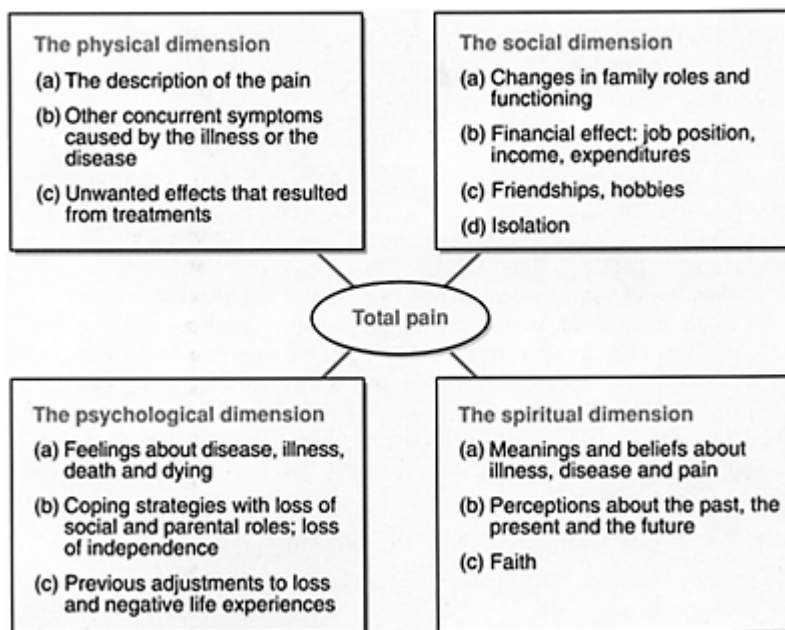 The physical dimension
(a) The description of the pain
(b) Other concurrent symptoms
caused by the illness or the
disease
(c) Unwanted effects that resulted
from treatments
The social dimension
(a) Changes in family roles and
functioning
(b) Financial effect: job position,
income, expenditures
(c) Friendships, hobbies
(d) Isolation
Total pain
The psychological dimension
(a) Feelings about disease, illness,
death and dying
(b) Coping strategies with loss of
social and parental roles; loss
of independence
(c) Previous adjustments to loss
and negative life experiences
The spiritual dimension
(a) Meanings and beliefs about
illness, disease and pain
(b) Perceptions about the past, the
present and the future
(c) Faith